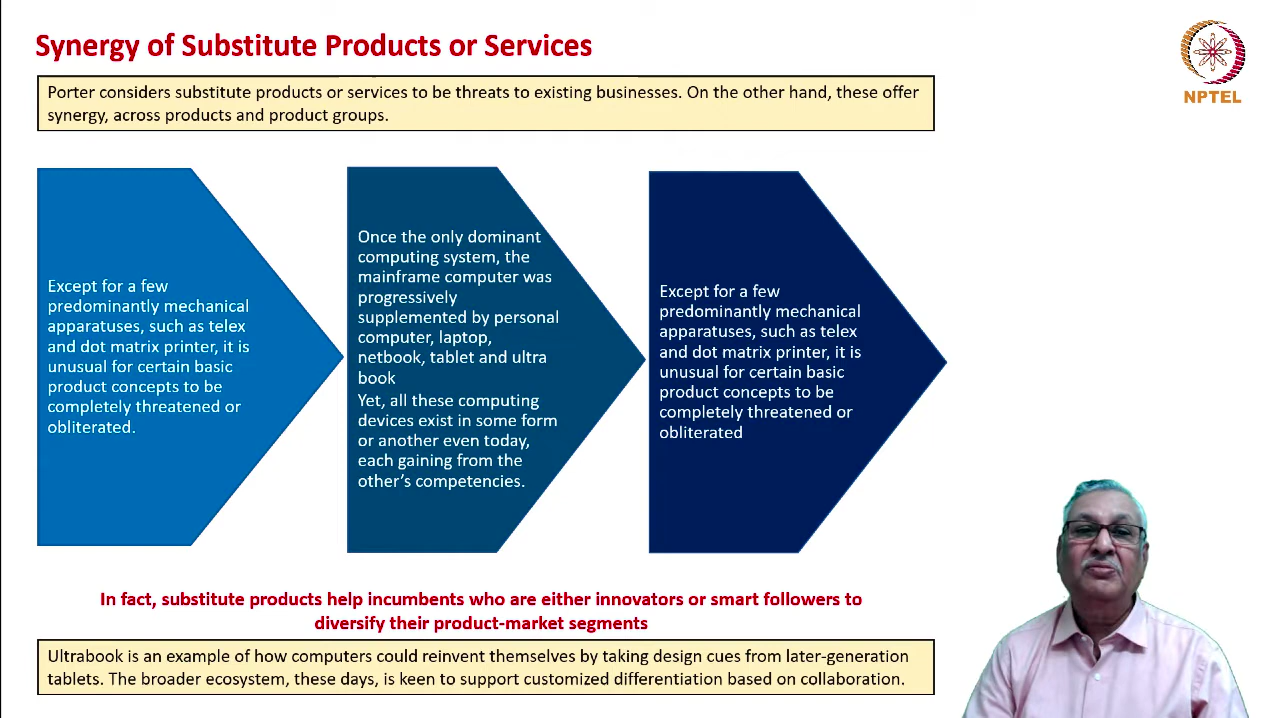 Synergy of Substitute Products or Services
NPTEL
Porter considers substitute products or services to be threats to existing businesses. On the other hand, these offer
synergy, across products and product groups.
Except for a few
predominantly mechanical
apparatuses, such as telex
and dot matrix printer, it is
unusual for certain basic
product concepts to be
completely threatened or
obliterated.
Once the only dominant
computing system, the
mainframe computer was
progressively
supplemented by personal
computer, laptop,
netbook, tablet and ultra
book
Yet, all these computing
devices exist in some form
or another even today,
each gaining from the
other's competencies.
Except for a few
predominantly mechanical
apparatuses, such as telex
and dot matrix printer, it is
unusual for certain basic
product concepts to be
completely threatened or
obliterated
In fact, substitute products help incumbents who are either innovators or smart followers to
diversify their product-market segments
Ultrabook is an example of how computers could reinvent themselves by taking design cues from later-generation
tablets. The broader ecosystem, these days, is keen to support customized differentiation based on collaboration.